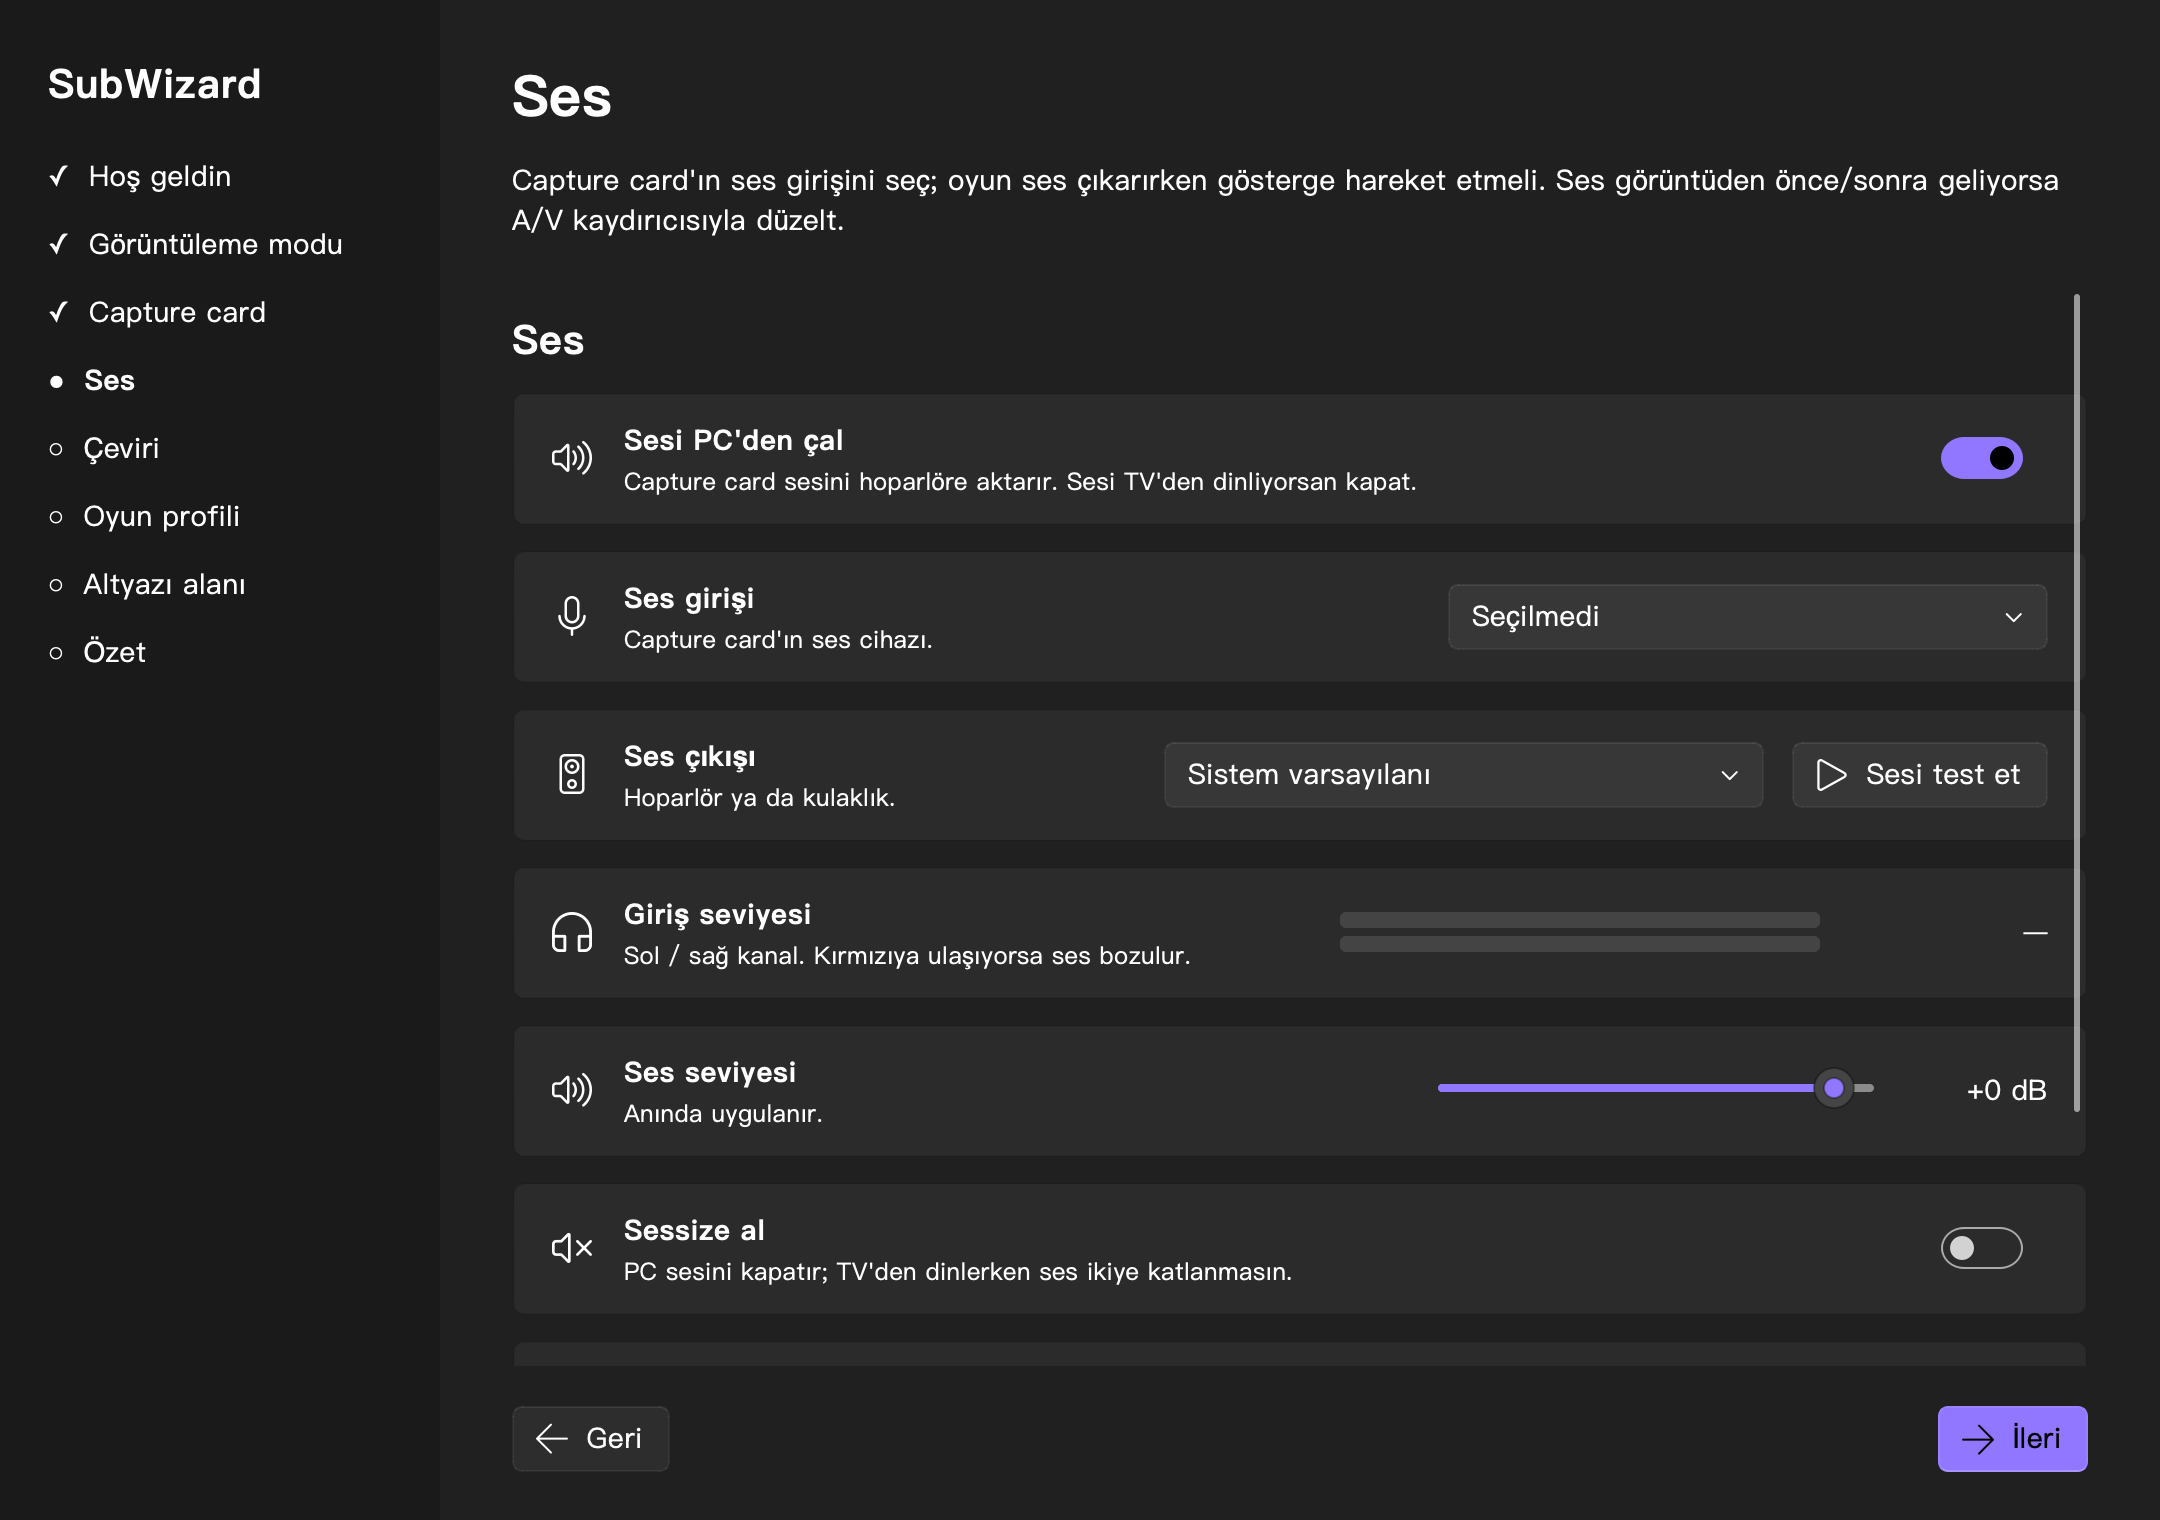 SubWizard
✓ Hoş geldin
✓ Görüntüleme modu
✓ Capture card
● Ses
○ Çeviri
○ Oyun profili
○ Altyazı alanı
○ Özet
Ses
Capture card'ın ses girişini seç; oyun ses çıkarırken gösterge hareket etmeli. Ses görüntüden önce/sonra geliyorsa
A/V kaydırıcısıyla düzelt.
Ses
Sesi PC'den çal
Capture card sesini hoparlöre aktarır. Sesi TV'den dinliyorsan kapat.
Ses girişi
Capture card'ın ses cihazı.
Seçilmedi
Ses çıkışı
Hoparlör ya da kulaklık.
Sistem varsayılanı
Sesi test et
Giriş seviyesi
Sol / sağ kanal. Kırmızıya ulaşıyorsa ses bozulur.
—
Ses seviyesi
Anında uygulanır.
+0 dB
Sessize al
PC sesini kapatır; TV'den dinlerken ses ikiye katlanmasın.
Geri
İleri